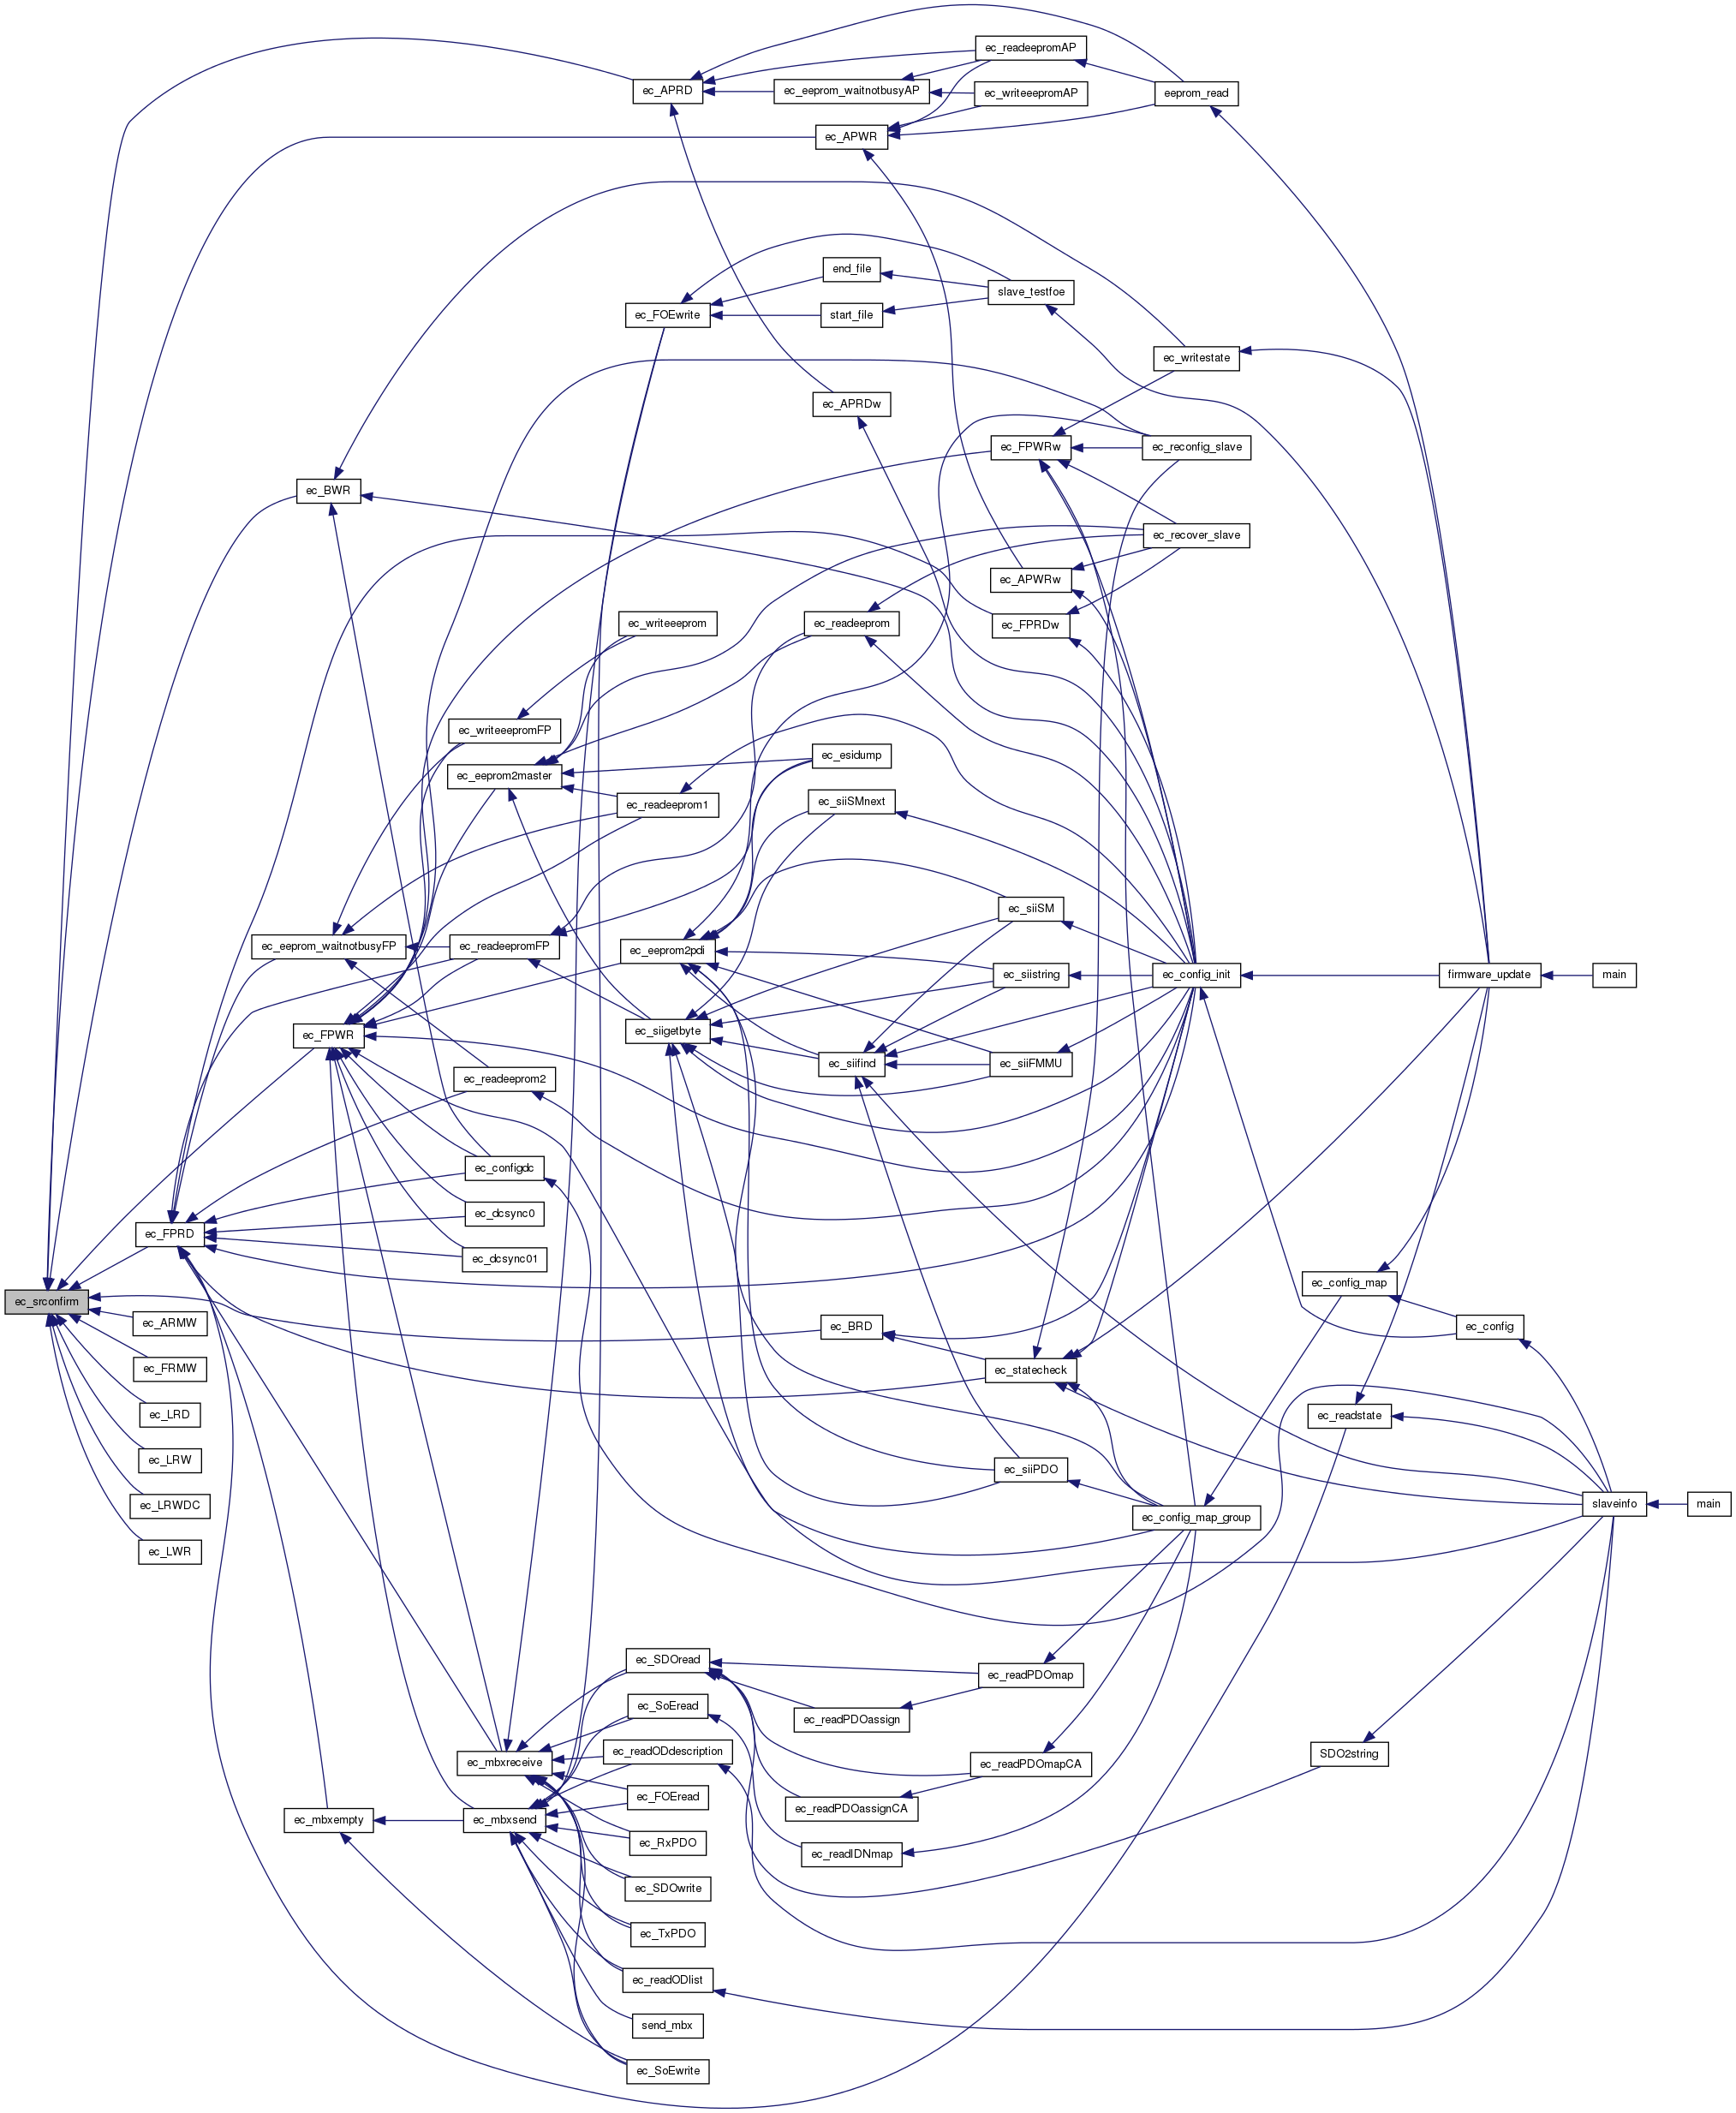 ec_readeepromAP
ec_APRD
ec_eeprom_waitnotbusyAP
ec_writeeepromAP
eeprom_read
ec_APWR
end_file
slave_testfoe
ec_FOEwrite
start_file
ec_writestate
ec_APRDw
ec_FPWRw
ec_reconfig_slave
ec_BWR
ec_recover_slave
ec_APWRw
ec_writeeeprom
ec_readeeprom
ec_FPRDw
ec_writeeepromFP
ec_esidump
ec_eeprom2master
ec_readeeprom1
ec_siiSMnext
ec_siiSM
ec_eeprom_waitnotbusyFP
ec_readeepromFP
ec_eeprom2pdi
ec_siistring
ec_config_init
firmware_update
main
ec_FPWR
ec_siigetbyte
ec_siifind
ec_siiFMMU
ec_readeeprom2
ec_configdc
ec_dcsync0
ec_FPRD
ec_dcsync01
ec_config_map
ec_srconfirm
ec_ARMW
ec_BRD
ec_config
ec_FRMW
ec_statecheck
ec_LRD
ec_readstate
ec_LRW
ec_siiPDO
ec_LRWDC
ec_config_map_group
slaveinfo
main
ec_LWR
ec_SDOread
ec_readPDOmap
ec_SoEread
ec_readPDOassign
ec_mbxreceive
ec_readODdescription
ec_readPDOmapCA
SDO2string
ec_FOEread
ec_readPDOassignCA
ec_mbxempty
ec_mbxsend
ec_RxPDO
ec_readIDNmap
ec_SDOwrite
ec_TxPDO
ec_readODlist
send_mbx
ec_SoEwrite